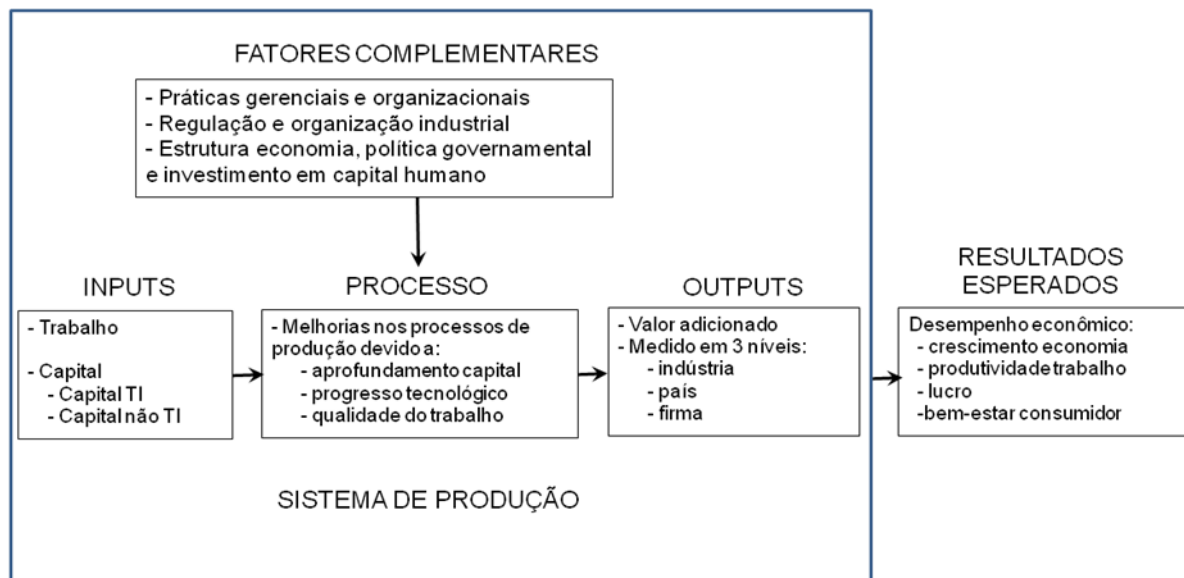 FATORES COMPLEMENTARES
- Práticas gerenciais e organizacionais
- Regulação e organização industrial
- Estrutura economia, política governamental
e investimento em capital humano
INPUTS
- Trabalho
- Capital
- Capital TI
- Capital não TI
PROCESSO
- Melhorias nos processos de
produção devido a:
- aprofundamento capital
- progresso tecnológico
- qualidade do trabalho
OUTPUTS
- Valor adicionado
- Medido em 3 níveis:
- indústria
- país
- firma
RESULTADOS
ESPERADOS
Desempenho econômico:
- crescimento economia
- produtividade trabalho
- lucro
-bem-estar consumidor
SISTEMA DE PRODUÇÃO